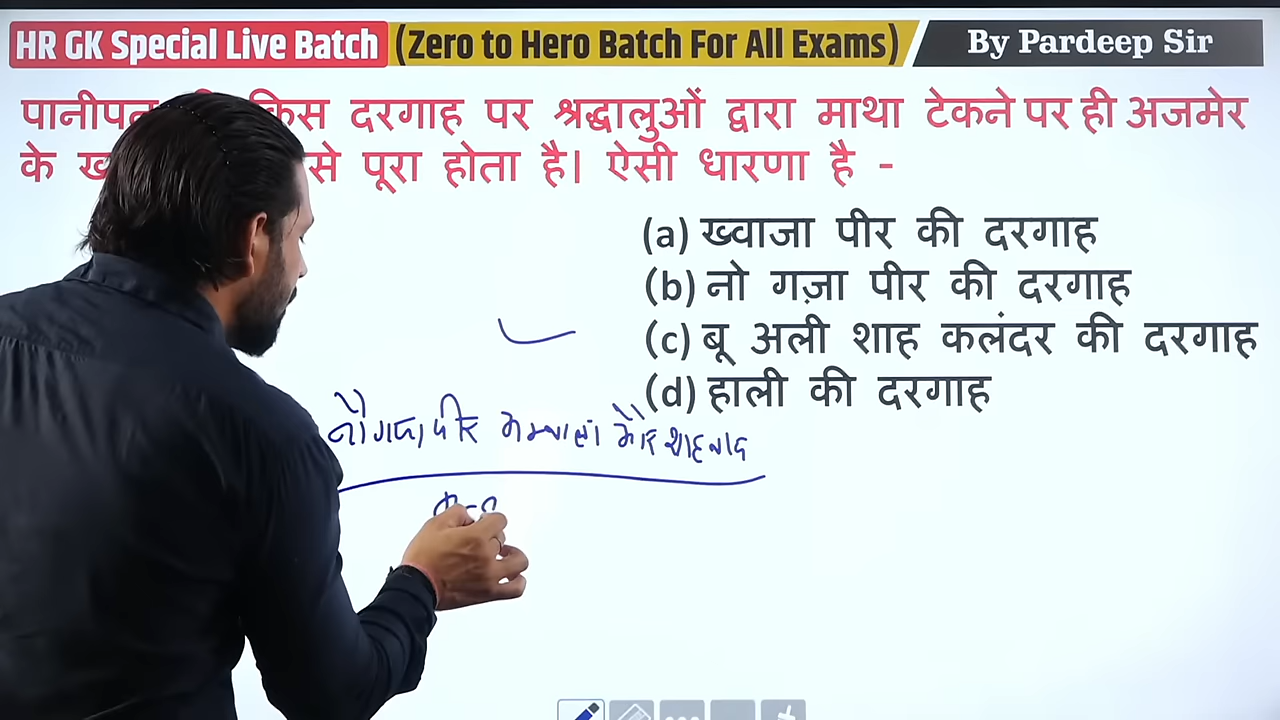 HR GK Special Live Batch (Zero to Hero Batch For All Exams) By Pardeep Sir
किस दरगाह पर श्रद्धालुओं द्वारा माथा टेकने पर ही अजमेर
के से पूरा होता है। ऐसी धारणा है -
(a) ख्वाजा पीर की दरगाह
(b) नो गज़ा पीर की दरगाह
(c) बू अली शाह कलंदर की दरगाह
(d) हाली की दरगाह
नौगजा पीर